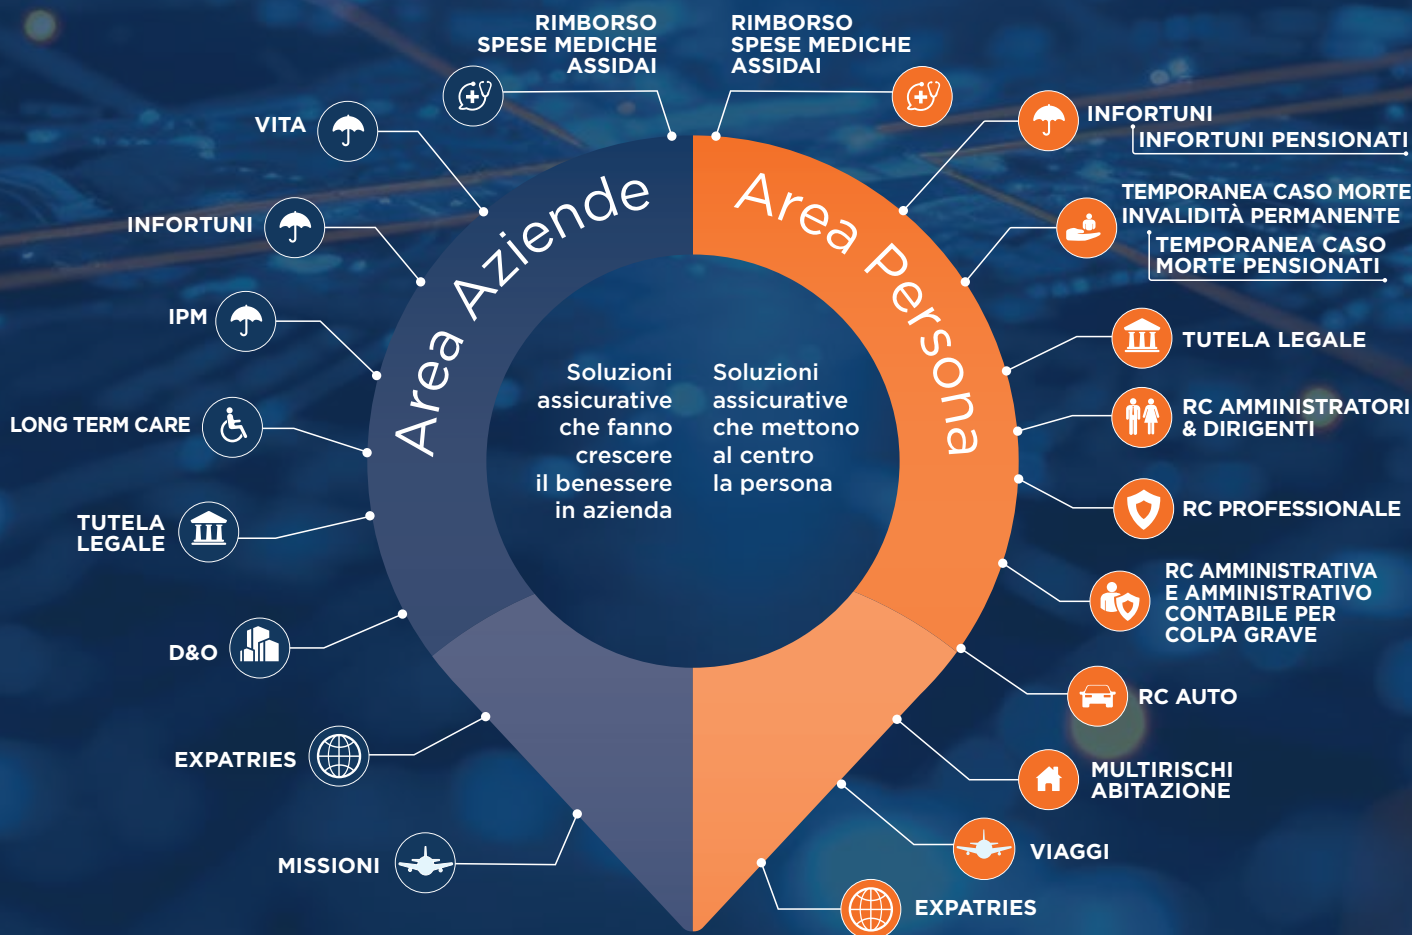 RIMBORSO
SPESE MEDICHE
ASSIDAI
VITA
INFORTUNI
IPM
LONG TERM CARE
TUTELA
LEGALE
D&O
EXPATRIES
MISSIONI
Area Aziende
Soluzioni
assicurative
che fanno
crescere
il benessere
in azienda
Area Persona
Soluzioni
assicurative
che mettono
al centro
la persona
RIMBORSO
SPESE MEDICHE
ASSIDAI
INFORTUNI
INFORTUNI PENSIONATI
TEMPORANEA CASO MORTE
INVALIDITÀ PERMANENTE
TEMPORANEA CASO
MORTE PENSIONATI
TUTELA LEGALE
RC AMMINISTRATORI
& DIRIGENTI
RC PROFESSIONALE
RC AMMINISTRATIVA
E AMMINISTRATIVO
CONTABILE PER
COLPA GRAVE
RC AUTO
MULTIRISCHI
ABITAZIONE
VIAGGI
EXPATRIES